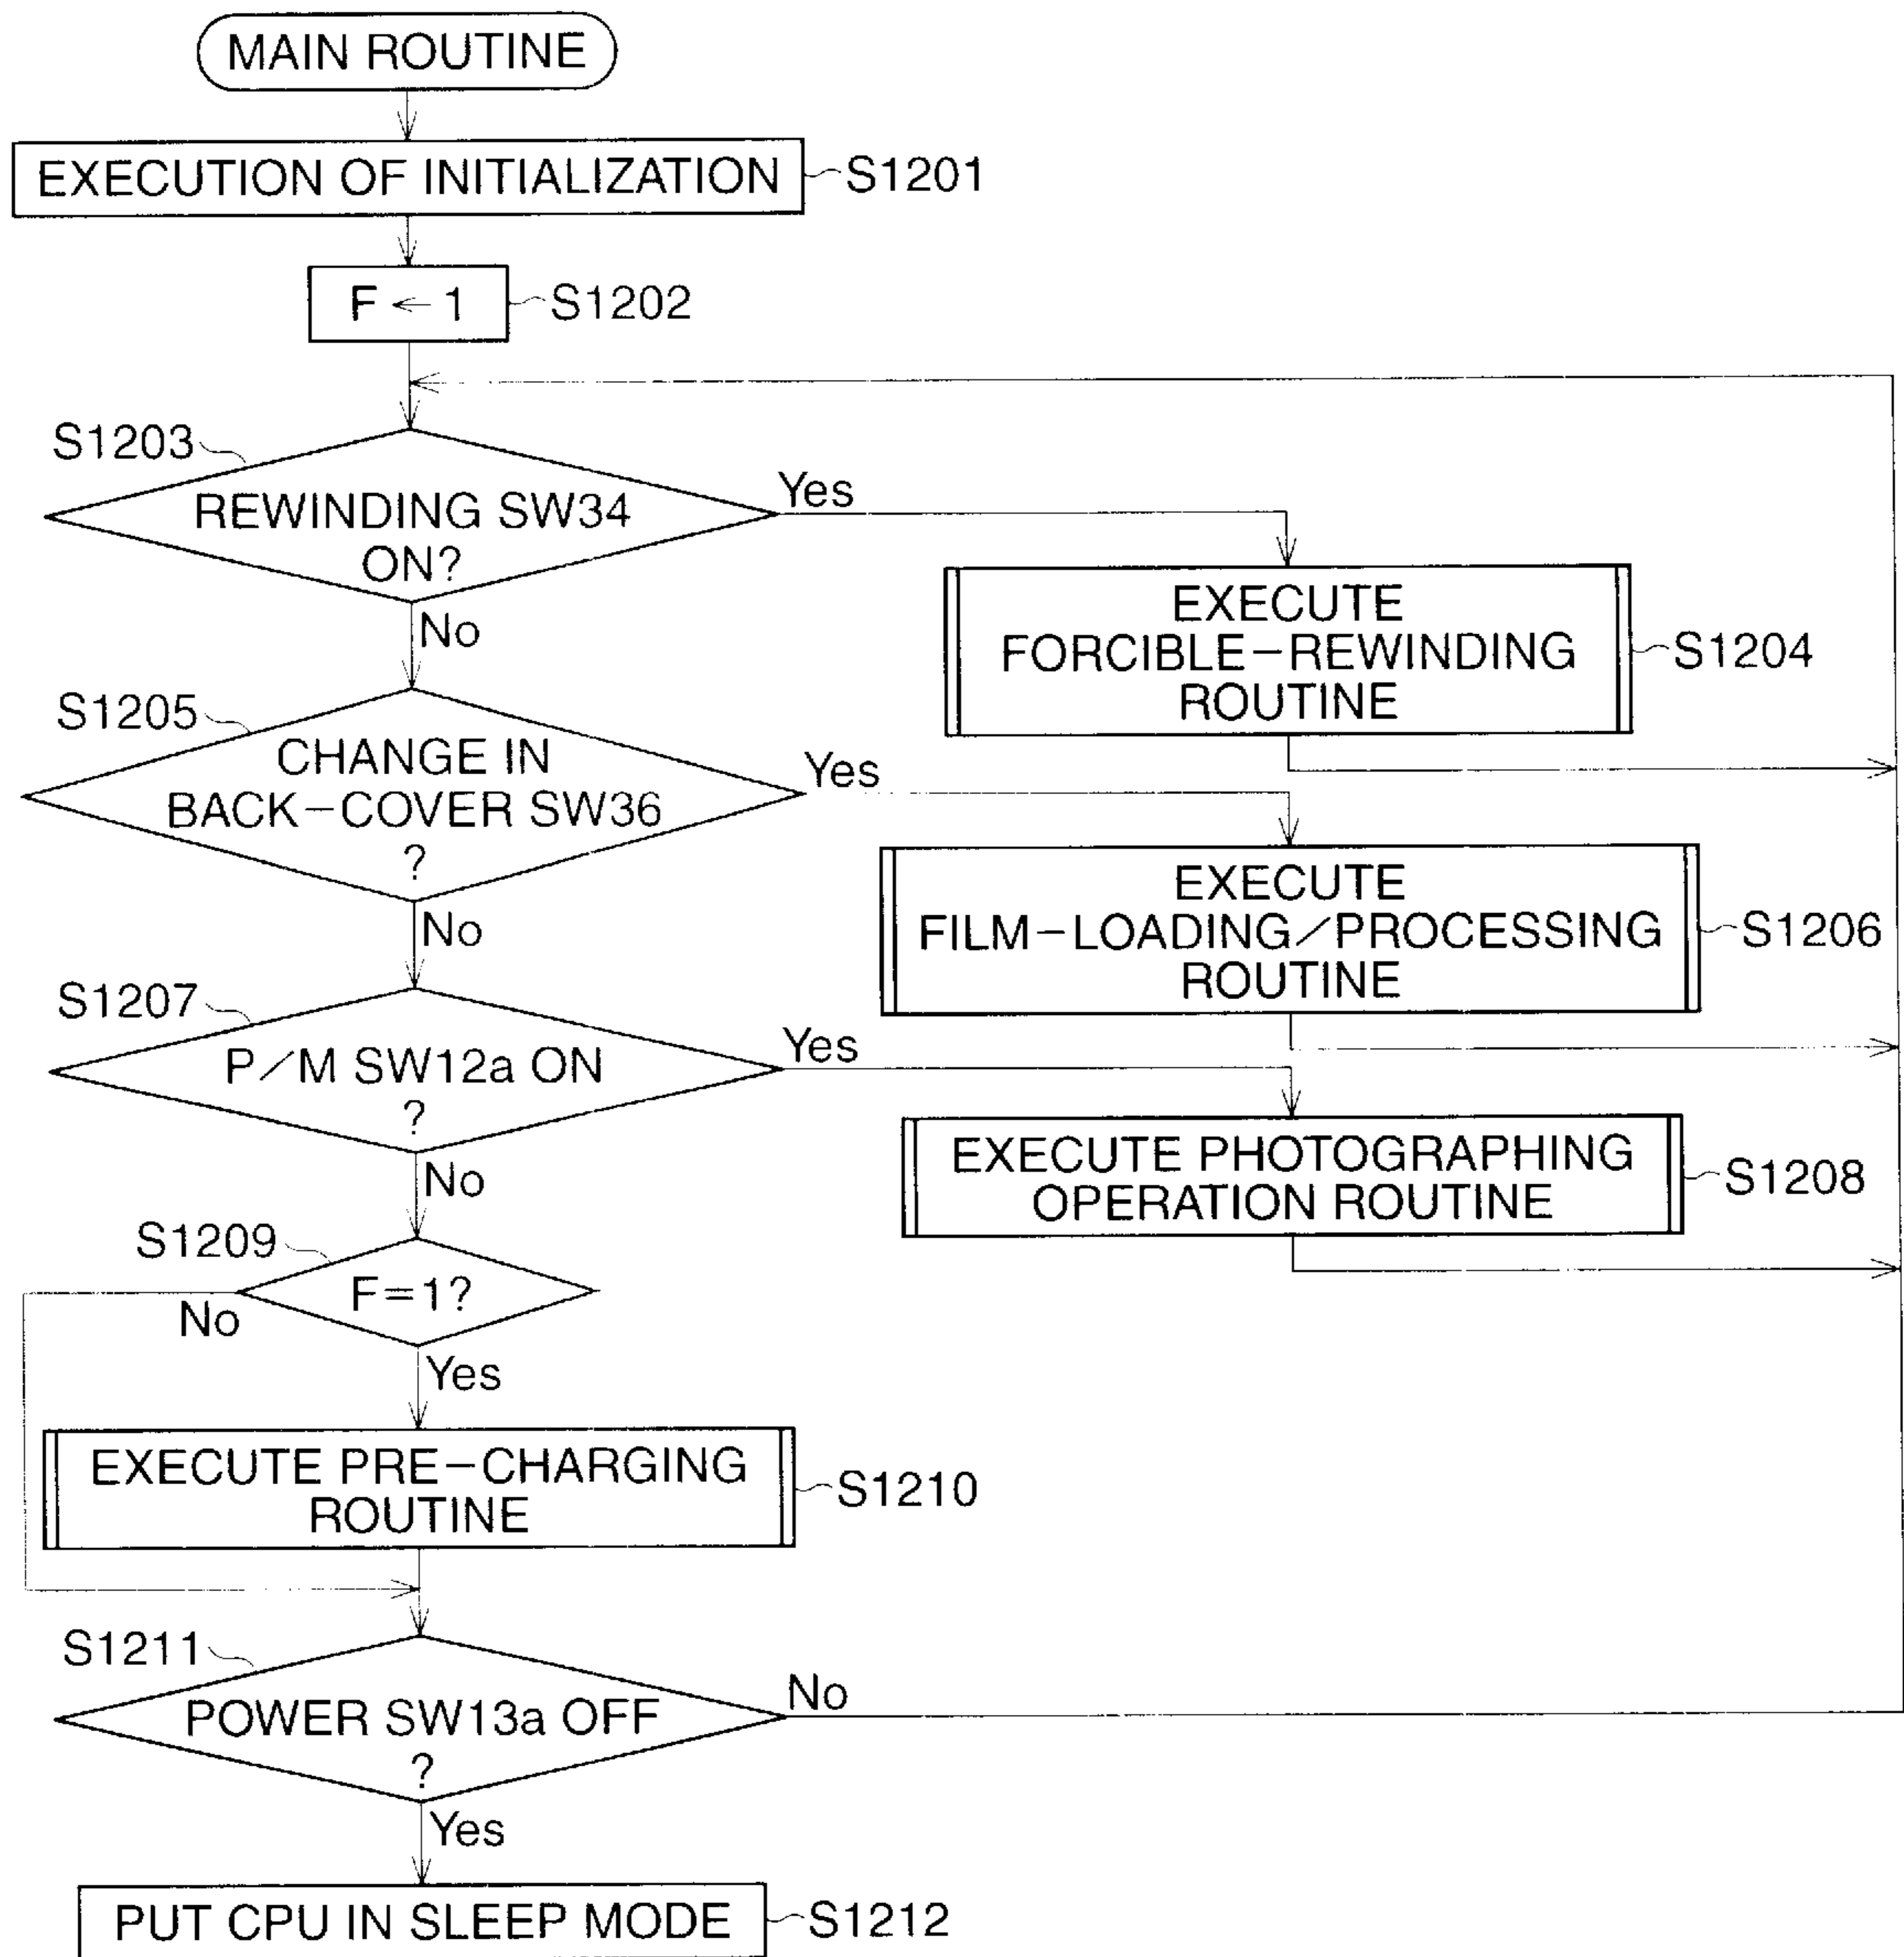 MAIN ROUTINE
EXECUTION OF INITIALIZATION
S1201
F ← 1
S1202
S1203
REWINDING SW34
ON?
Yes
No
EXECUTE
FORCIBLE-REWINDING
ROUTINE
S1204
S1205
CHANGE IN
BACK-COVER SW36
?
Yes
No
EXECUTE
FILM-LOADING/PROCESSING
ROUTINE
S1206
S1207
P/M SW12a ON
?
Yes
No
EXECUTE PHOTOGRAPHING
OPERATION ROUTINE
S1208
S1209
F=1?
No
Yes
EXECUTE PRE-CHARGING
ROUTINE
S1210
S1211
POWER SW13a OFF
?
No
Yes
PUT CPU IN SLEEP MODE
S1212